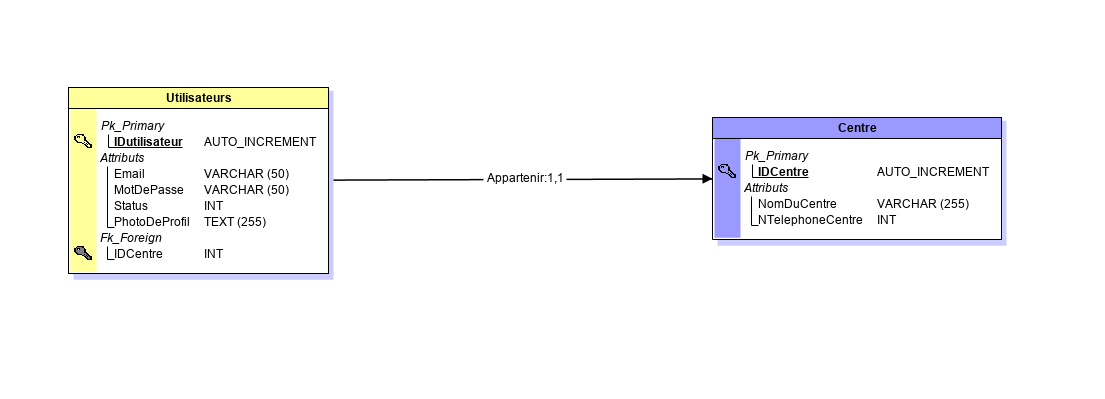 Utilisateurs
Pk_Primary
IDutilisateur AUTO_INCREMENT
Attributs
Email VARCHAR (50)
MotDePasse VARCHAR (50)
Status INT
PhotoDeProfil TEXT (255)
Fk_Foreign
IDCentre INT
Appartenir:1,1
Centre
Pk_Primary
IDCentre AUTO_INCREMENT
Attributs
NomDuCentre VARCHAR (255)
NTelephoneCentre INT